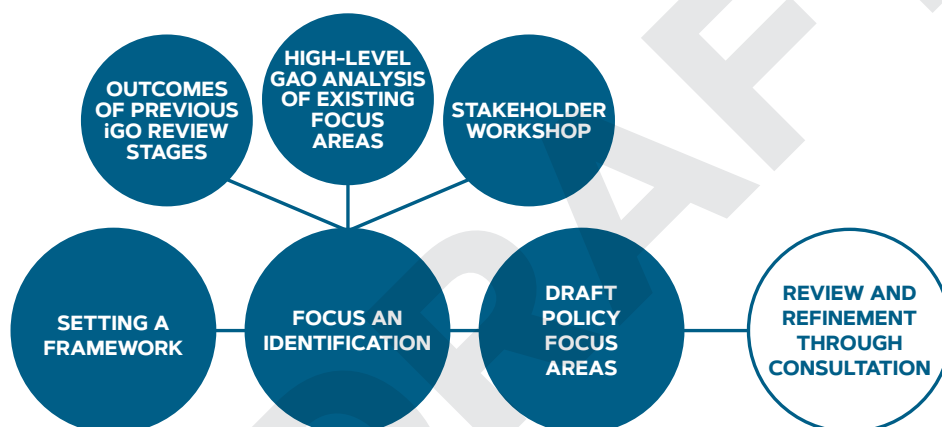 OUTCOMES
OF PREVIOUS
iGO REVIEW
STAGES
HIGH-LEVEL
GAO ANALYSIS
OF EXISTING
FOCUS
AREAS
STAKEHOLDER
WORKSHOP
SETTING A
FRAMEWORK
FOCUS AN
IDENTIFICATION
DRAFT
POLICY
FOCUS
AREAS
REVIEW AND
REFINEMENT
THROUGH
CONSULTATION
DRAFT